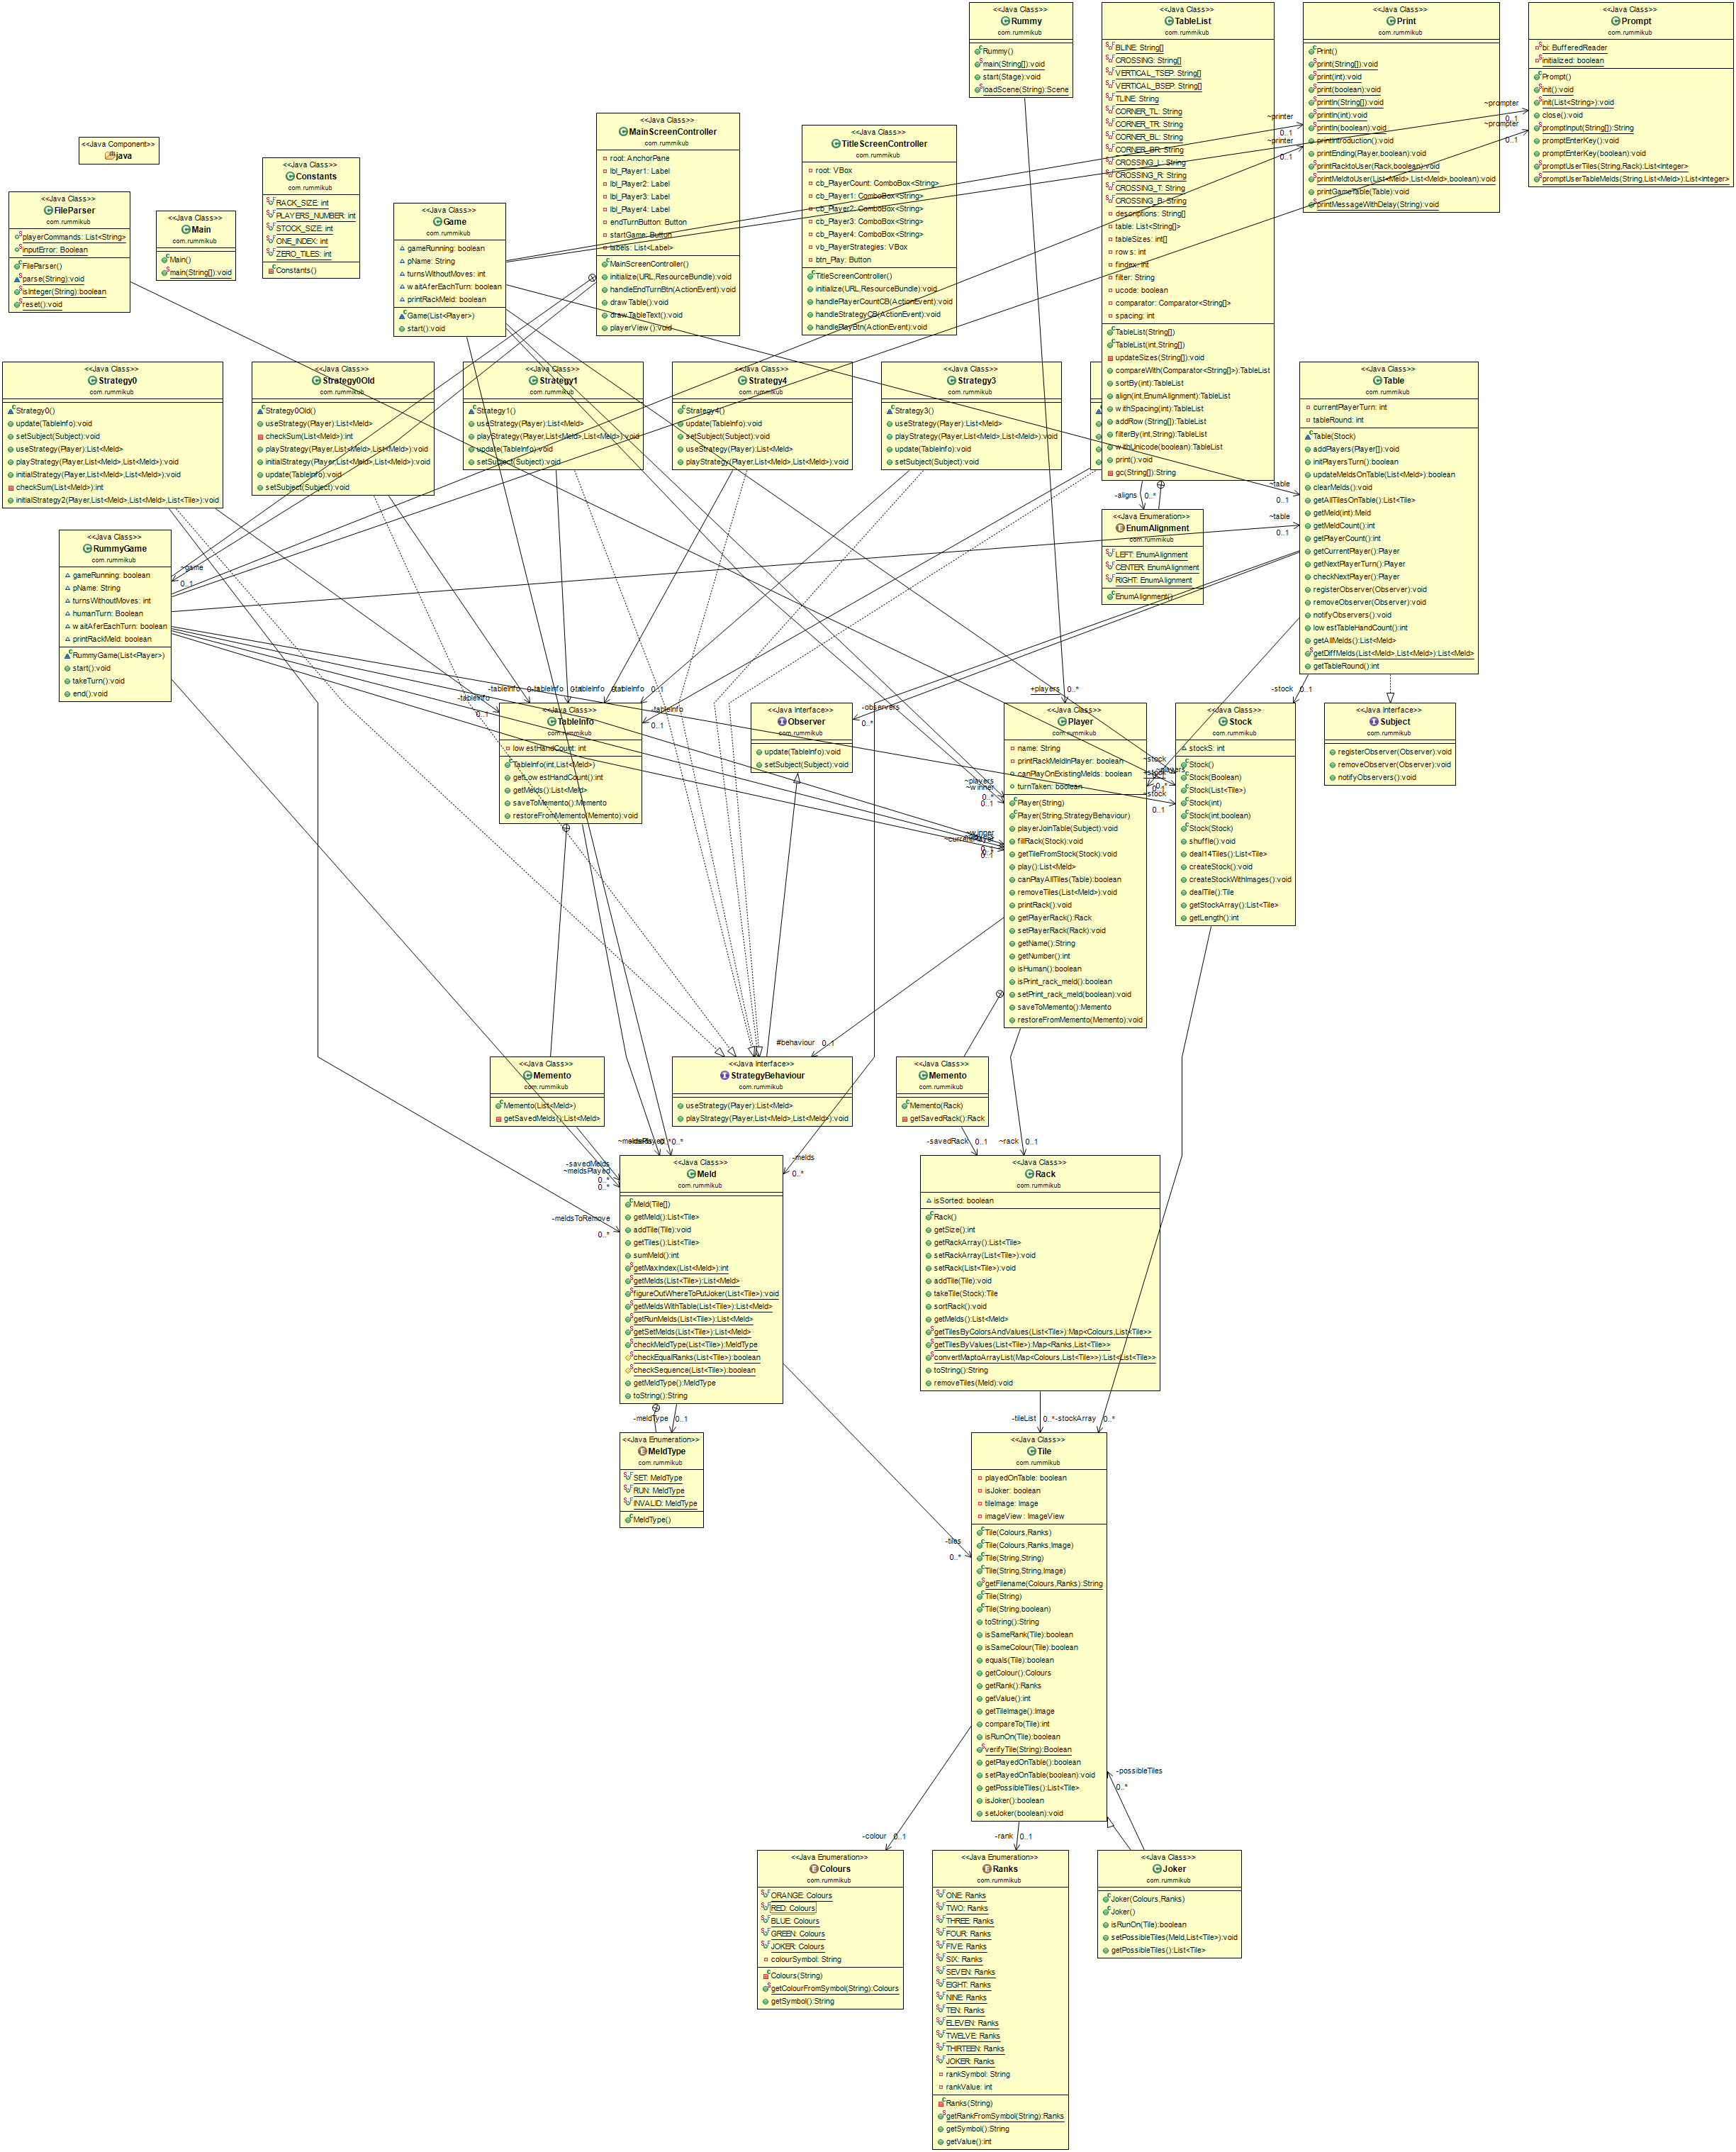 <<Java Class>>
Rummy
com.rummikub
Rummy()
main(String[]):void
start(Stage):void
loadScene(String):Scene
<<Java Class>>
TableList
com.rummikub
BLINE: String[]
CROSSING: String[]
VERTICAL_TSEP: String[]
VERTICAL_BSEP: String[]
TLINE: String
CORNER_TL: String
CORNER_TR: String
CORNER_BL: String
CORNER_BR: String
CROSSING_L: String
CROSSING_R: String
CROSSING_T: String
CROSSING_B: String
descriptions: String[]
table: List<String[]>
tableSizes: int[]
rows: int
findex: int
filter: String
ucode: boolean
comparator: Comparator<String[]>
spacing: int
TableList(String[])
TableList(int,String[])
updateSizes(String[]):void
compareWith(Comparator<String[]>):TableList
sortBy(int):TableList
align(int,EnumAlignment):TableList
withSpacing(int):TableList
addRow(String[]):TableList
filterBy(int,String):TableList
withUnicode(boolean):TableList
print():void
gc(String[]):String
<<Java Class>>
Print
com.rummikub
Print()
print(String[]):void
print(int):void
print(boolean):void
println(String[]):void
println(int):void
println(boolean):void
printIntroduction():void
printEnding(Player,boolean):void
printRacktoUser(Rack,boolean):void
printMeldtoUser(List<Meld>,List<Meld>,boolean):void
printGameTable(Table):void
printMessageWithDelay(String):void
<<Java Class>>
Prompt
com.rummikub
bi: BufferedReader
initialized: boolean
Prompt()
init():void
init(List<String>):void
close():void
promptInput(String[]):String
promptEnterKey():void
promptEnterKey(boolean):void
promptUserTiles(String,Rack):List<Integer>
promptUserTableMelds(String,List<Meld>):List<Integer>
~printer
0..1
~printer
0..1
~prompter
0..1
~prompter
0..1
<<Java Component>>
java
<<Java Class>>
FileParser
com.rummikub
playerCommands: List<String>
inputError: Boolean
FileParser()
parse(String):void
isInteger(String):boolean
reset():void
<<Java Class>>
Main
com.rummikub
Main()
main(String[]):void
<<Java Class>>
Constants
com.rummikub
RACK_SIZE: int
PLAYERS_NUMBER: int
STOCK_SIZE: int
ONE_INDEX: int
ZERO_TILES: int
Constants()
<<Java Class>>
Game
com.rummikub
gameRunning: boolean
pName: String
turnsWithoutMoves: int
waitAferEachTurn: boolean
printRackMeld: boolean
Game(List<Player>)
start():void
<<Java Class>>
MainScreenController
com.rummikub
root: AnchorPane
lbl_Player1: Label
lbl_Player2: Label
lbl_Player3: Label
lbl_Player4: Label
endTurnButton: Button
startGame: Button
labels: List<Label>
MainScreenController()
initialize(URL,ResourceBundle):void
handleEndTurnBtn(ActionEvent):void
drawTable():void
drawTableText():void
playerView():void
<<Java Class>>
TitleScreenController
com.rummikub
root: VBox
cb_PlayerCount: ComboBox<String>
cb_Player1: ComboBox<String>
cb_Player2: ComboBox<String>
cb_Player3: ComboBox<String>
cb_Player4: ComboBox<String>
vb_PlayerStrategies: VBox
btn_Play: Button
TitleScreenController()
initialize(URL,ResourceBundle):void
handlePlayerCountCB(ActionEvent):void
handleStrategyCB(ActionEvent):void
handlePlayBtn(ActionEvent):void
<<Java Class>>
Strategy0
com.rummikub
Strategy0()
update(TableInfo):void
setSubject(Subject):void
useStrategy(Player):List<Meld>
playStrategy(Player,List<Meld>,List<Meld>):void
initialStrategy(Player,List<Meld>,List<Meld>):void
checkSum(List<Meld>):int
initialStrategy2(Player,List<Meld>,List<Meld>,List<Tile>):void
<<Java Class>>
Strategy0Old
com.rummikub
Strategy0Old()
useStrategy(Player):List<Meld>
checkSum(List<Meld>):int
playStrategy(Player,List<Meld>,List<Meld>):void
initialStrategy(Player,List<Meld>,List<Meld>):void
update(TableInfo):void
setSubject(Subject):void
<<Java Class>>
Strategy1
com.rummikub
Strategy1()
useStrategy(Player):List<Meld>
playStrategy(Player,List<Meld>,List<Meld>):void
update(TableInfo):void
setSubject(Subject):void
<<Java Class>>
Strategy4
com.rummikub
Strategy4()
update(TableInfo):void
setSubject(Subject):void
useStrategy(Player):List<Meld>
playStrategy(Player,List<Meld>,List<Meld>):void
<<Java Class>>
Strategy3
com.rummikub
Strategy3()
useStrategy(Player):List<Meld>
playStrategy(Player,List<Meld>,List<Meld>):void
update(TableInfo):void
setSubject(Subject):void
<<Java Class>>
Table
com.rummikub
currentPlayerTurn: int
tableRound: int
Table(Stock)
addPlayers(Player[]):void
initPlayersTurn():boolean
updateMeldsOnTable(List<Meld>):boolean
clearMelds():void
getAllTilesOnTable():List<Tile>
getMeld(int):Meld
getMeldCount():int
getPlayerCount():int
getCurrentPlayer():Player
getNextPlayerTurn():Player
checkNextPlayer():Player
registerObserver(Observer):void
removeObserver(Observer):void
notifyObservers():void
lowestTableHandCount():int
getAllMelds():List<Meld>
getDiffMelds(List<Meld>,List<Meld>):List<Meld>
getTableRound():int
~table
0..1
~table
0..1
-aligns
0..*
<<Java Enumeration>>
EnumAlignment
com.rummikub
LEFT: EnumAlignment
CENTER: EnumAlignment
RIGHT: EnumAlignment
EnumAlignment()
<<Java Class>>
RummyGame
com.rummikub
gameRunning: boolean
pName: String
turnsWithoutMoves: int
humanTurn: Boolean
waitAferEachTurn: boolean
printRackMeld: boolean
RummyGame(List<Player>)
start():void
takeTurn():void
end():void
~game
0..1
-tableInfo
-tableInfo
0..1
-tableInfo
0..1
-tableInfo
0..1
<<Java Class>>
TableInfo
com.rummikub
lowestHandCount: int
TableInfo(int,List<Meld>)
getLowestHandCount():int
getMelds():List<Meld>
saveToMemento():Memento
restoreFromMemento(Memento):void
<<Java Interface>>
Observer
com.rummikub
update(TableInfo):void
setSubject(Subject):void
-observers
0..*
+players
0..*
<<Java Class>>
Player
com.rummikub
name: String
printRackMeldInPlayer: boolean
canPlayOnExistingMelds: boolean
turnTaken: boolean
Player(String)
Player(String,StrategyBehaviour)
playerJoinTable(Subject):void
fillRack(Stock):void
getTileFromStock(Stock):void
play():List<Meld>
canPlayAllTiles(Table):boolean
removeTiles(List<Meld>):void
printRack():void
getPlayerRack():Rack
setPlayerRack(Rack):void
getName():String
getNumber():int
isHuman():boolean
isPrint_rack_meld():boolean
setPrint_rack_meld(boolean):void
saveToMemento():Memento
restoreFromMemento(Memento):void
~players
~winner
0..*
0..1
~winner
~currentPlayer
0..1
-stock
0..1
~stock
~stock
0..1
<<Java Class>>
Stock
com.rummikub
stockS: int
Stock()
Stock(Boolean)
Stock(List<Tile>)
Stock(int)
Stock(int,boolean)
Stock(Stock)
shuffle():void
deal14Tiles():List<Tile>
createStock():void
createStockWithImages():void
dealTile():Tile
getStockArray():List<Tile>
getLength():int
<<Java Interface>>
Subject
com.rummikub
registerObserver(Observer):void
removeObserver(Observer):void
notifyObservers():void
#behaviour
0..1
<<Java Class>>
Memento
com.rummikub
Memento(List<Meld>)
getSavedMelds():List<Meld>
<<Java Interface>>
StrategyBehaviour
com.rummikub
useStrategy(Player):List<Meld>
playStrategy(Player,List<Meld>,List<Meld>):void
<<Java Class>>
Memento
com.rummikub
Memento(Rack)
getSavedRack():Rack
0..*
-savedRack
0..1
~rack
0..1
-savedMelds
~meldsPlayed
0..*
0..*
-melds
0..*
-meldsToRemove
0..*
<<Java Class>>
Meld
com.rummikub
Meld(Tile[])
getMeld():List<Tile>
addTile(Tile):void
getTiles():List<Tile>
sumMeld():int
getMaxIndex(List<Meld>):int
getMelds(List<Tile>):List<Meld>
figureOutWhereToPutJoker(List<Tile>):void
getMeldsWithTable(List<Tile>):List<Meld>
getRunMelds(List<Tile>):List<Meld>
getSetMelds(List<Tile>):List<Meld>
checkMeldType(List<Tile>):MeldType
checkEqualRanks(List<Tile>):boolean
checkSequence(List<Tile>):boolean
getMeldType():MeldType
toString():String
<<Java Class>>
Rack
com.rummikub
isSorted: boolean
Rack()
getSize():int
getRackArray():List<Tile>
setRackArray(List<Tile>):void
setRack(List<Tile>):void
addTile(Tile):void
takeTile(Stock):Tile
sortRack():void
getMelds():List<Meld>
getTilesByColorsAndValues(List<Tile>):Map<Colours,List<Tile>>
getTilesByValues(List<Tile>):Map<Ranks,List<Tile>>
convertMaptoArrayList(Map<Colours,List<Tile>>):List<List<Tile>>
toString():String
removeTiles(Meld):void
-meldType
0..1
-tileList
0..*
-stockArray
0..*
<<Java Enumeration>>
MeldType
com.rummikub
SET: MeldType
RUN: MeldType
INVALID: MeldType
MeldType()
-tiles
0..*
<<Java Class>>
Tile
com.rummikub
playedOnTable: boolean
isJoker: boolean
tileImage: Image
imageView: ImageView
Tile(Colours,Ranks)
Tile(Colours,Ranks,Image)
Tile(String,String)
Tile(String,String,Image)
getFilename(Colours,Ranks):String
Tile(String)
Tile(String,boolean)
toString():String
isSameRank(Tile):boolean
isSameColour(Tile):boolean
equals(Tile):boolean
getColour():Colours
getRank():Ranks
getValue():int
getTileImage():Image
compareTo(Tile):int
isRunOn(Tile):boolean
verifyTile(String):Boolean
getPlayedOnTable():boolean
setPlayedOnTable(boolean):void
getPossibleTiles():List<Tile>
isJoker():boolean
setJoker(boolean):void
-possibleTiles
0..*
-colour
0..1
-rank
0..1
<<Java Enumeration>>
Colours
com.rummikub
ORANGE: Colours
RED: Colours
BLUE: Colours
GREEN: Colours
JOKER: Colours
colourSymbol: String
Colours(String)
getColourFromSymbol(String):Colours
getSymbol():String
<<Java Enumeration>>
Ranks
com.rummikub
ONE: Ranks
TWO: Ranks
THREE: Ranks
FOUR: Ranks
FIVE: Ranks
SIX: Ranks
SEVEN: Ranks
EIGHT: Ranks
NINE: Ranks
TEN: Ranks
ELEVEN: Ranks
TWELVE: Ranks
THIRTEEN: Ranks
JOKER: Ranks
rankSymbol: String
rankValue: int
Ranks(String)
getRankFromSymbol(String):Ranks
getSymbol():String
getValue():int
<<Java Class>>
Joker
com.rummikub
Joker(Colours,Ranks)
Joker()
isRunOn(Tile):boolean
setPossibleTiles(Meld,List<Tile>):void
getPossibleTiles():List<Tile>